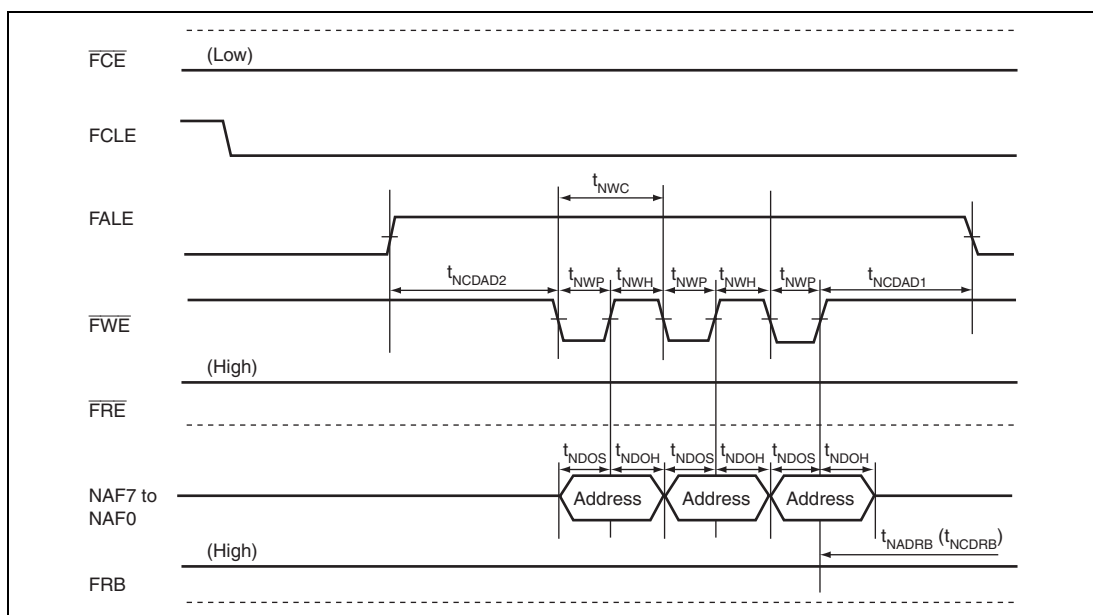 FCE (Low)
FCLE
tNWC
FALE
tNCDAD2 tNWP tNWH tNWP tNWH tNWP tNCDAD1
FWE
(High)
FRE
tNDOS tNDOH tNDOS tNDOH tNDOS tNDOH
NAF7 to
NAF0
Address Address Address
(High)
tNADRB (tNCDRB)
FRB